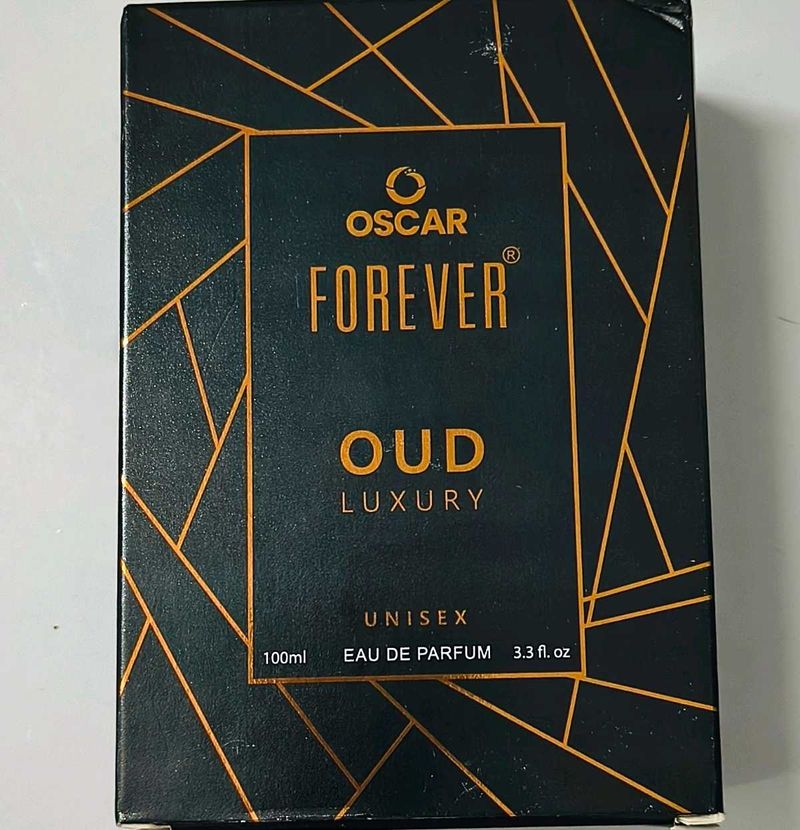 OSCAR
FOREVER®
OUD
LUXURY
UNISEX
100ml EAU DE PARFUM 3.3 fl. oz